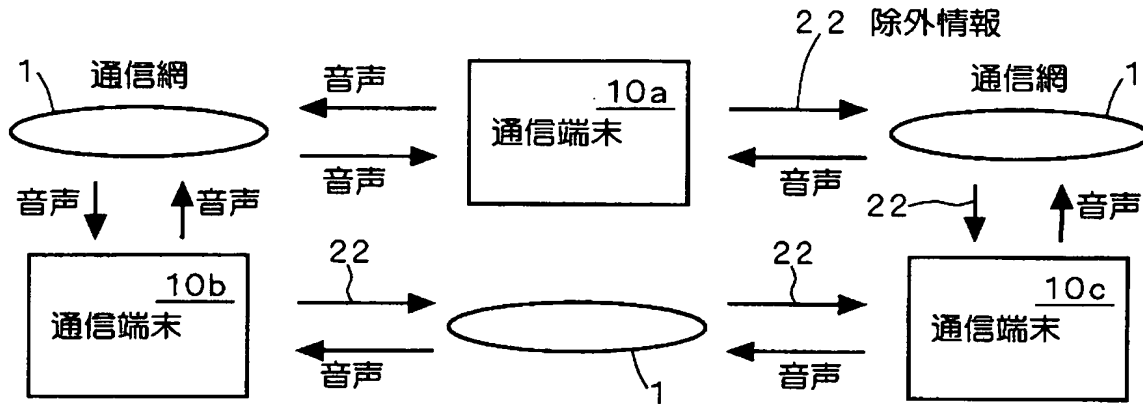 22 除外情報
1 通信網
音声
10a
通信端末
音声
通信網 1
音声
音声 音声
22 音声
10b
通信端末
22
22
10c
通信端末
音声
1
音声